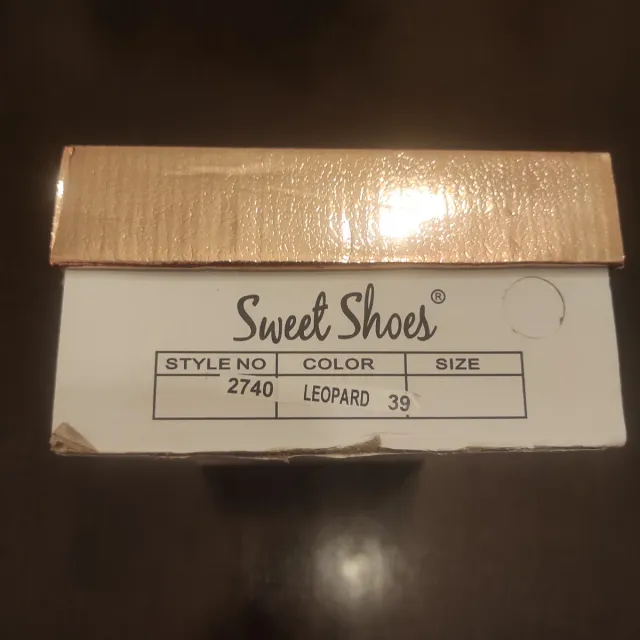 Sweet Shoes®
STYLE NO COLOR SIZE
2740 LEOPARD 39